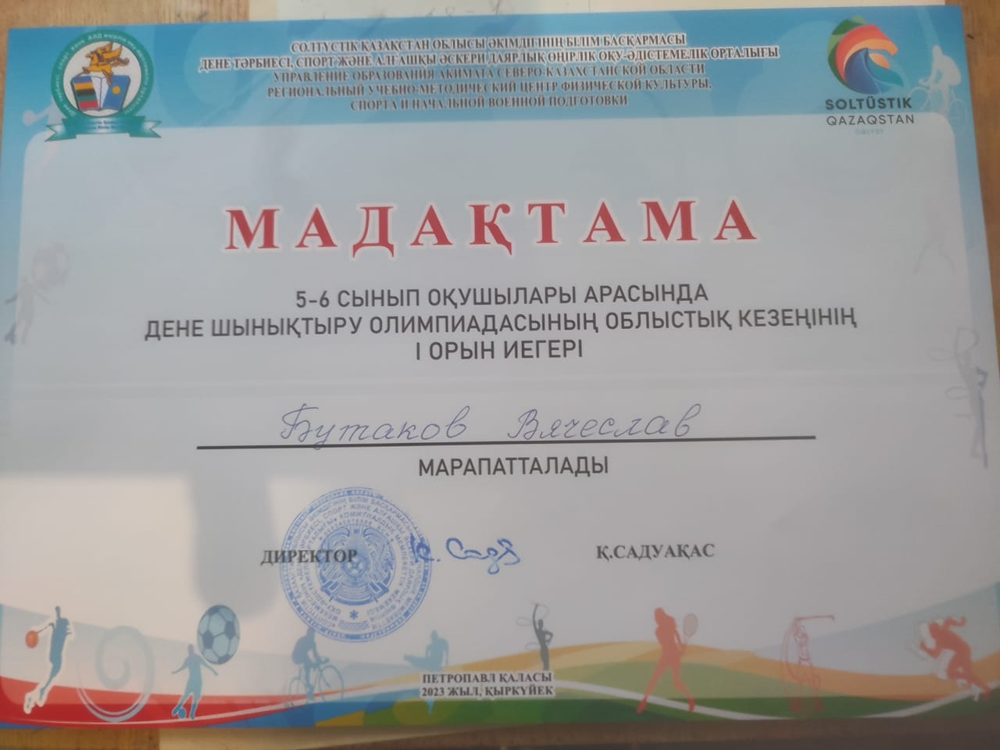 СОЛТҮСТІК ҚАЗАҚСТАН ОБЛЫСЫ ӘКІМДІГІНІҢ БІЛІМ БАСҚАРМАСЫ
ДЕНЕ ТӘРБИЕСІ, СПОРТ ЖӘНЕ АЛҒАШҚЫ ӘСКЕРИ ДАЯРЛЫҚ ӨҢІРЛІК ОҚУ-ӘДІСТЕМЕЛІК ОРТАЛЫҒЫ
УПРАВЛЕНИЕ ОБРАЗОВАНИЯ АКИМАТА СЕВЕРО-КАЗАХСТАНСКОЙ ОБЛАСТИ
РЕГИОНАЛЬНЫЙ УЧЕБНО-МЕТОДИЧЕСКИЙ ЦЕНТР ФИЗИЧЕСКОЙ КУЛЬТУРЫ,
СПОРТА И НАЧАЛЬНОЙ ВОЕННОЙ ПОДГОТОВКИ
SOLTÜSTIK
QAZAQSTAN
OBLYSY
МАДАҚТАМА
5-6 СЫНЫП ОҚУШЫЛАРЫ АРАСЫНДА
ДЕНЕ ШЫНЫҚТЫРУ ОЛИМПИАДАСЫНЫҢ ОБЛЫСТЫҚ КЕЗЕҢІНІҢ
І ОРЫН ИЕГЕРІ
Бутаков Вячеслав
МАРАПАТТАЛАДЫ
ДИРЕКТОР Қ.САДУАҚАС
ПЕТРОПАВЛ ҚАЛАСЫ
2023 ЖЫЛ, ҚЫРКҮЙЕК